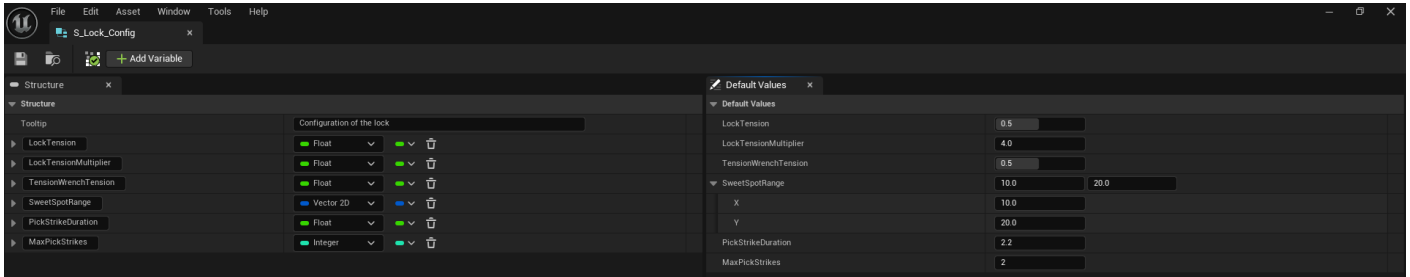 File Edit Asset Window Tools Help
S_Lock_Config
Add Variable
Structure
Structure
Tooltip Configuration of the lock
LockTension Float
LockTensionMultiplier Float
TensionWrenchTension Float
SweetSpotRange Vector 2D
PickStrikeDuration Float
MaxPickStrikes Integer
Default Values
Default Values
LockTension 0.5
LockTensionMultiplier 4.0
TensionWrenchTension 0.5
SweetSpotRange 10.0 20.0
X 10.0
Y 20.0
PickStrikeDuration 2.2
MaxPickStrikes 2